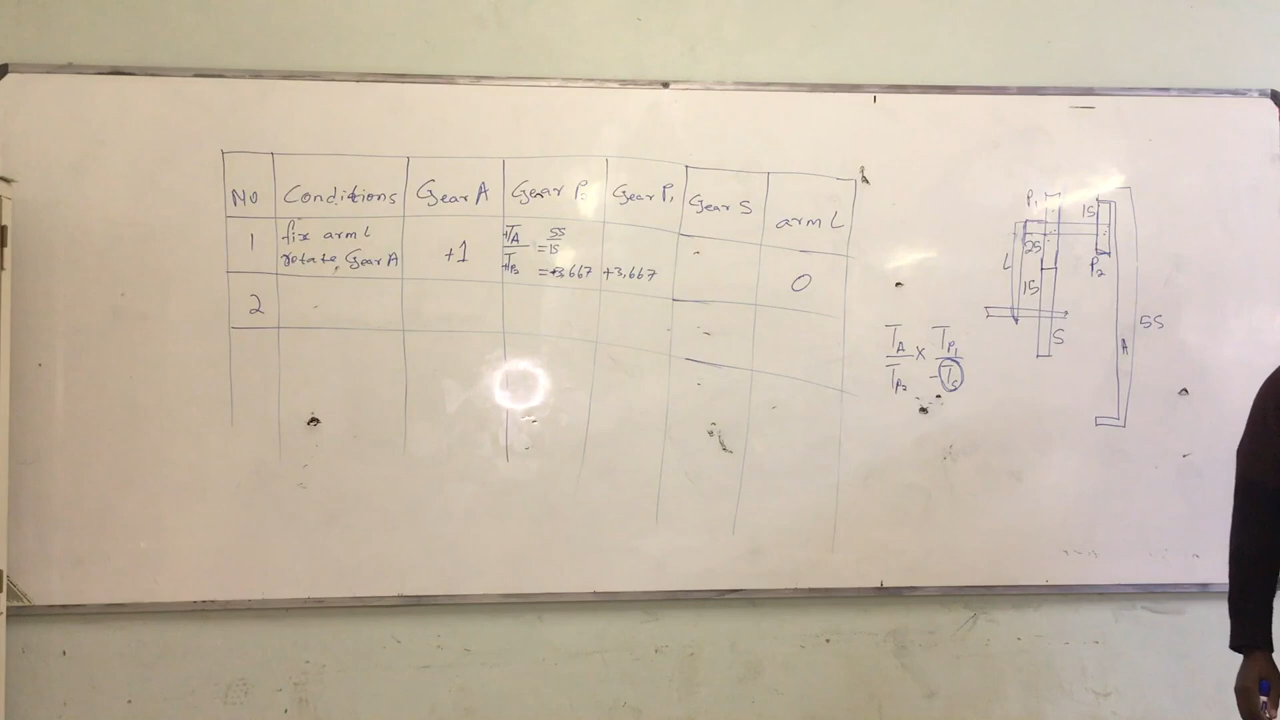 No Conditions Gear A Gear P₂ Gear P₁ Gear S arm L
1 fix arm L
rotate Gear A
+1
+TA / +TP₂ = 55/15
= +3,667
+3,667
0
2
TA / TP₂ × TP₁ / -TS
P₁
25
15
L
S
15
P₂
A
55